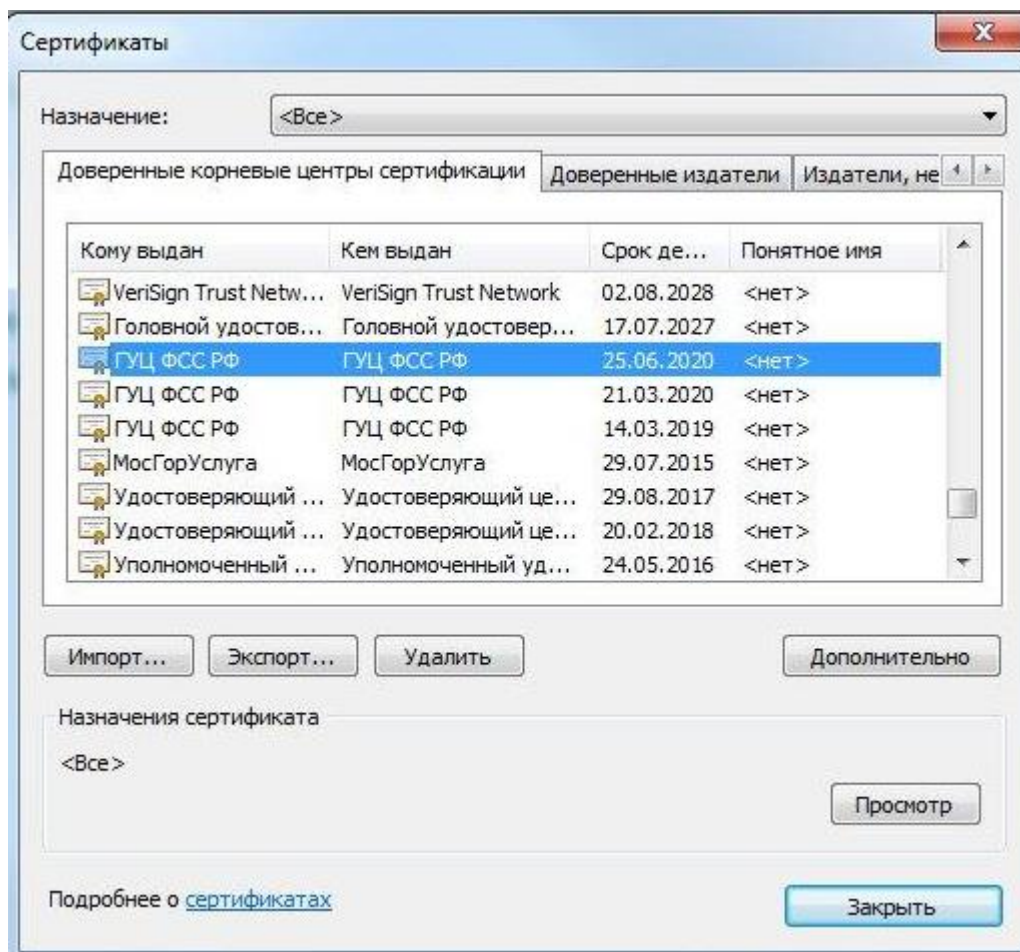 Сертификаты
Назначение: <Все>
Доверенные корневые центры сертификации Доверенные издатели Издатели, не
Кому выдан Кем выдан Срок де... Понятное имя
VeriSign Trust Netw... VeriSign Trust Network 02.08.2028 <нет>
Головной удостов... Головной удостовер... 17.07.2027 <нет>
ГУЦ ФСС РФ ГУЦ ФСС РФ 25.06.2020 <нет>
ГУЦ ФСС РФ ГУЦ ФСС РФ 21.03.2020 <нет>
ГУЦ ФСС РФ ГУЦ ФСС РФ 14.03.2019 <нет>
МосГорУслуга МосГорУслуга 29.07.2015 <нет>
Удостоверяющий ... Удостоверяющий це... 29.08.2017 <нет>
Удостоверяющий ... Удостоверяющий це... 20.02.2018 <нет>
Уполномоченный ... Уполномоченный уд... 24.05.2016 <нет>
Импорт... Экспорт... Удалить Дополнительно
Назначения сертификата
<Все>
Просмотр
Подробнее о сертификатах
Закрыть